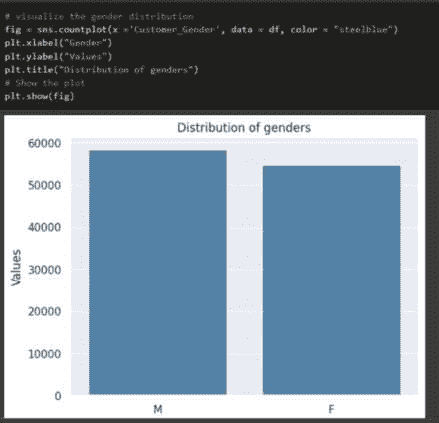 # visualize the gender distribution
fig = sns.countplot(x ='Customer_Gender', data = df, color = "steelblue")
plt.xlabel("Gender")
plt.ylabel("Values")
plt.title("Distribution of genders")
# Show the plot
plt.show(fig)
Distribution of genders
60000
50000
40000
30000
20000
10000
0
Values
M F